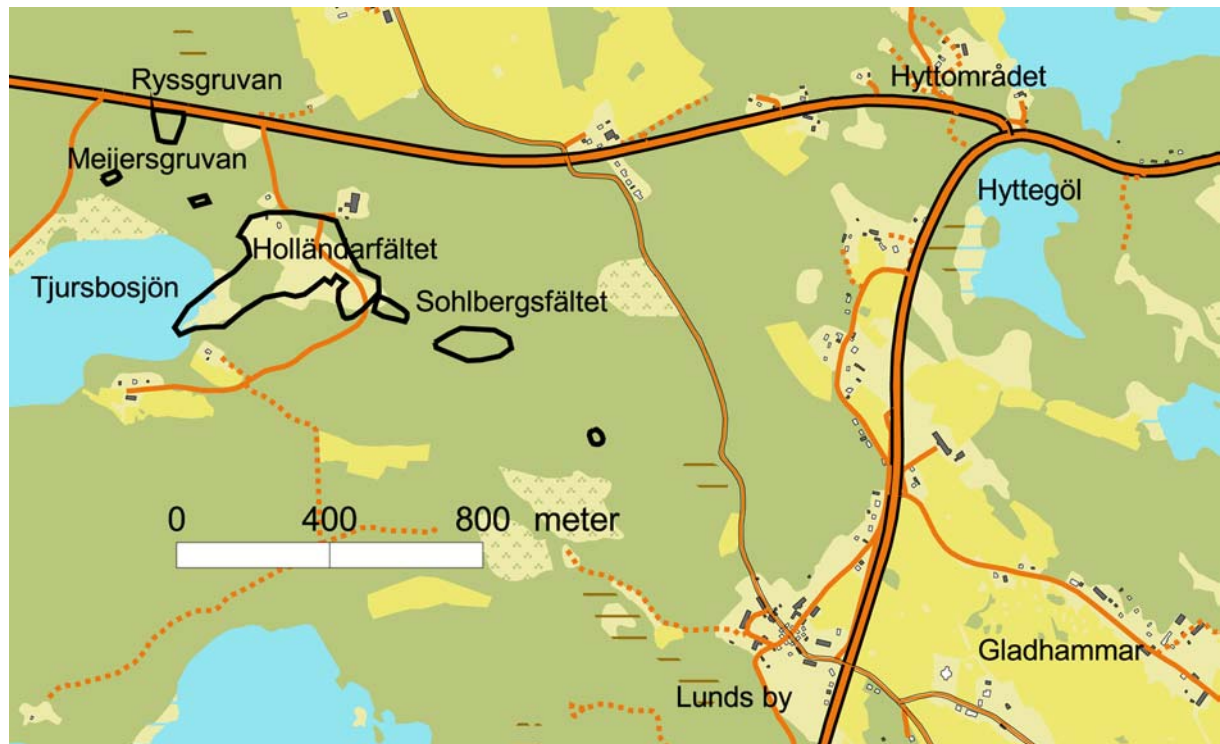 Ryssgruvan
Hyttområdet
Meijersgruvan
Hyttegöl
Holländarfältet
Tjursbosjön
Sohlbergsfältet
0 400 800 meter
Gladhammar
Lunds by